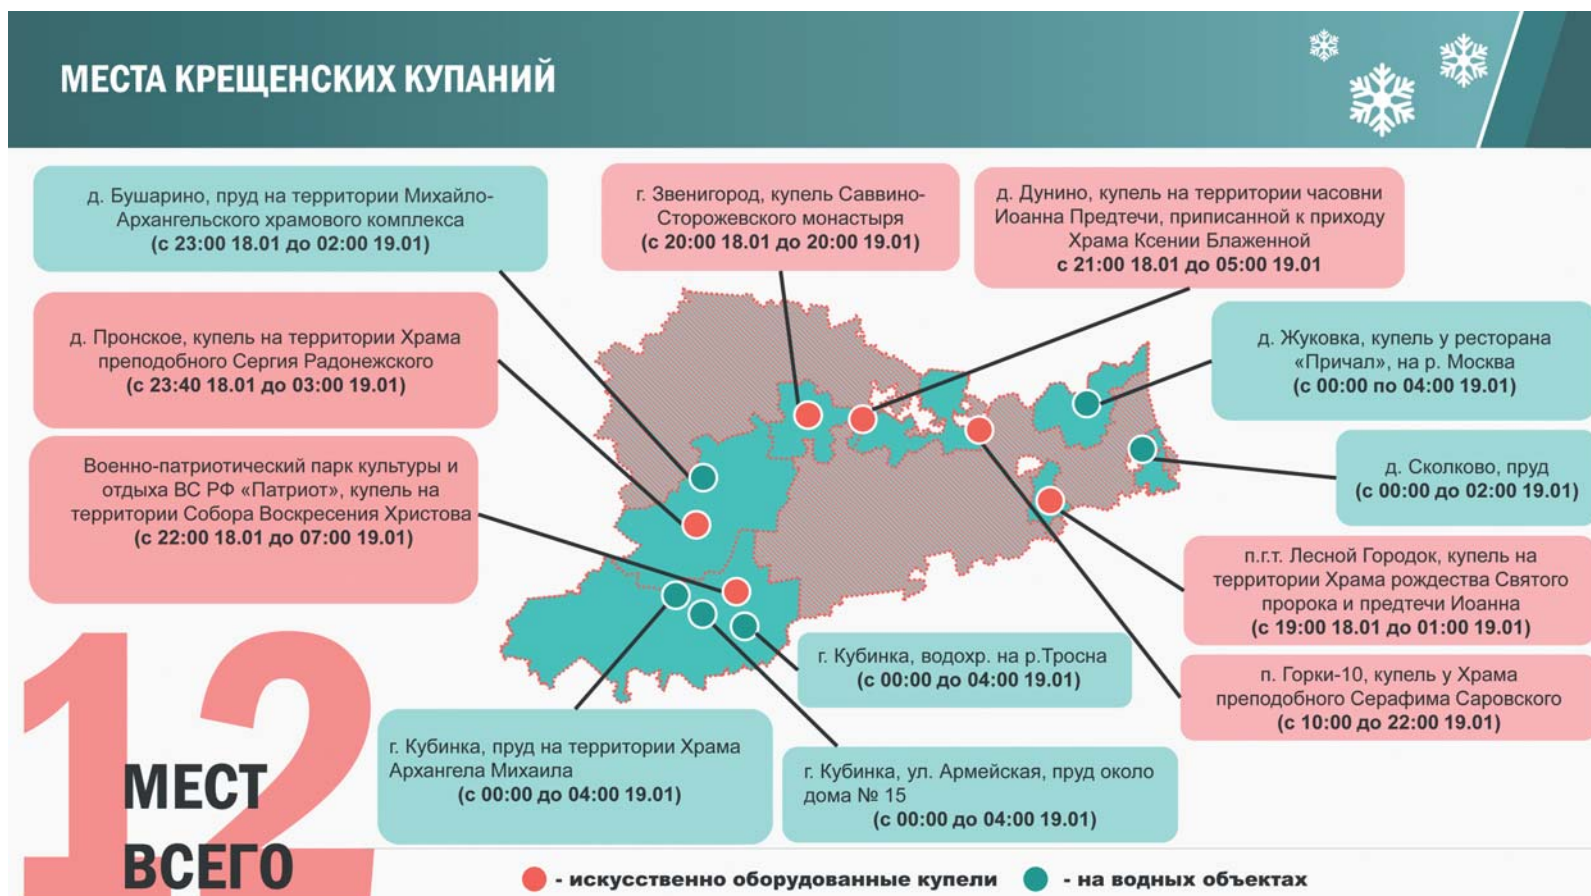 МЕСТА КРЕЩЕНСКИХ КУПАНИЙ
д. Бушарино, пруд на территории Михайло-
Архангельского храмового комплекса
(с 23:00 18.01 до 02:00 19.01)
г. Звенигород, купель Саввино-
Сторожевского монастыря
(с 20:00 18.01 до 20:00 19.01)
д. Дунино, купель на территории часовни
Иоанна Предтечи, приписанной к приходу
Храма Ксении Блаженной
с 21:00 18.01 до 05:00 19.01
д. Пронское, купель на территории Храма
преподобного Сергия Радонежского
(с 23:40 18.01 до 03:00 19.01)
д. Жуковка, купель у ресторана
«Причал», на р. Москва
(с 00:00 по 04:00 19.01)
Военно-патриотический парк культуры и
отдыха ВС РФ «Патриот», купель на
территории Собора Воскресения Христова
(с 22:00 18.01 до 07:00 19.01)
д. Сколково, пруд
(с 00:00 до 02:00 19.01)
п.г.т. Лесной Городок, купель на
территории Храма рождества Святого
пророка и предтечи Иоанна
(с 19:00 18.01 до 01:00 19.01)
г. Кубинка, водохр. на р.Тросна
(с 00:00 до 04:00 19.01)
п. Горки-10, купель у Храма
преподобного Серафима Саровского
(с 10:00 до 22:00 19.01)
г. Кубинка, пруд на территории Храма
Архангела Михаила
(с 00:00 до 04:00 19.01)
г. Кубинка, ул. Армейская, пруд около
дома № 15
(с 00:00 до 04:00 19.01)
12
МЕСТ
ВСЕГО
- искусственно оборудованные купели
- на водных объектах